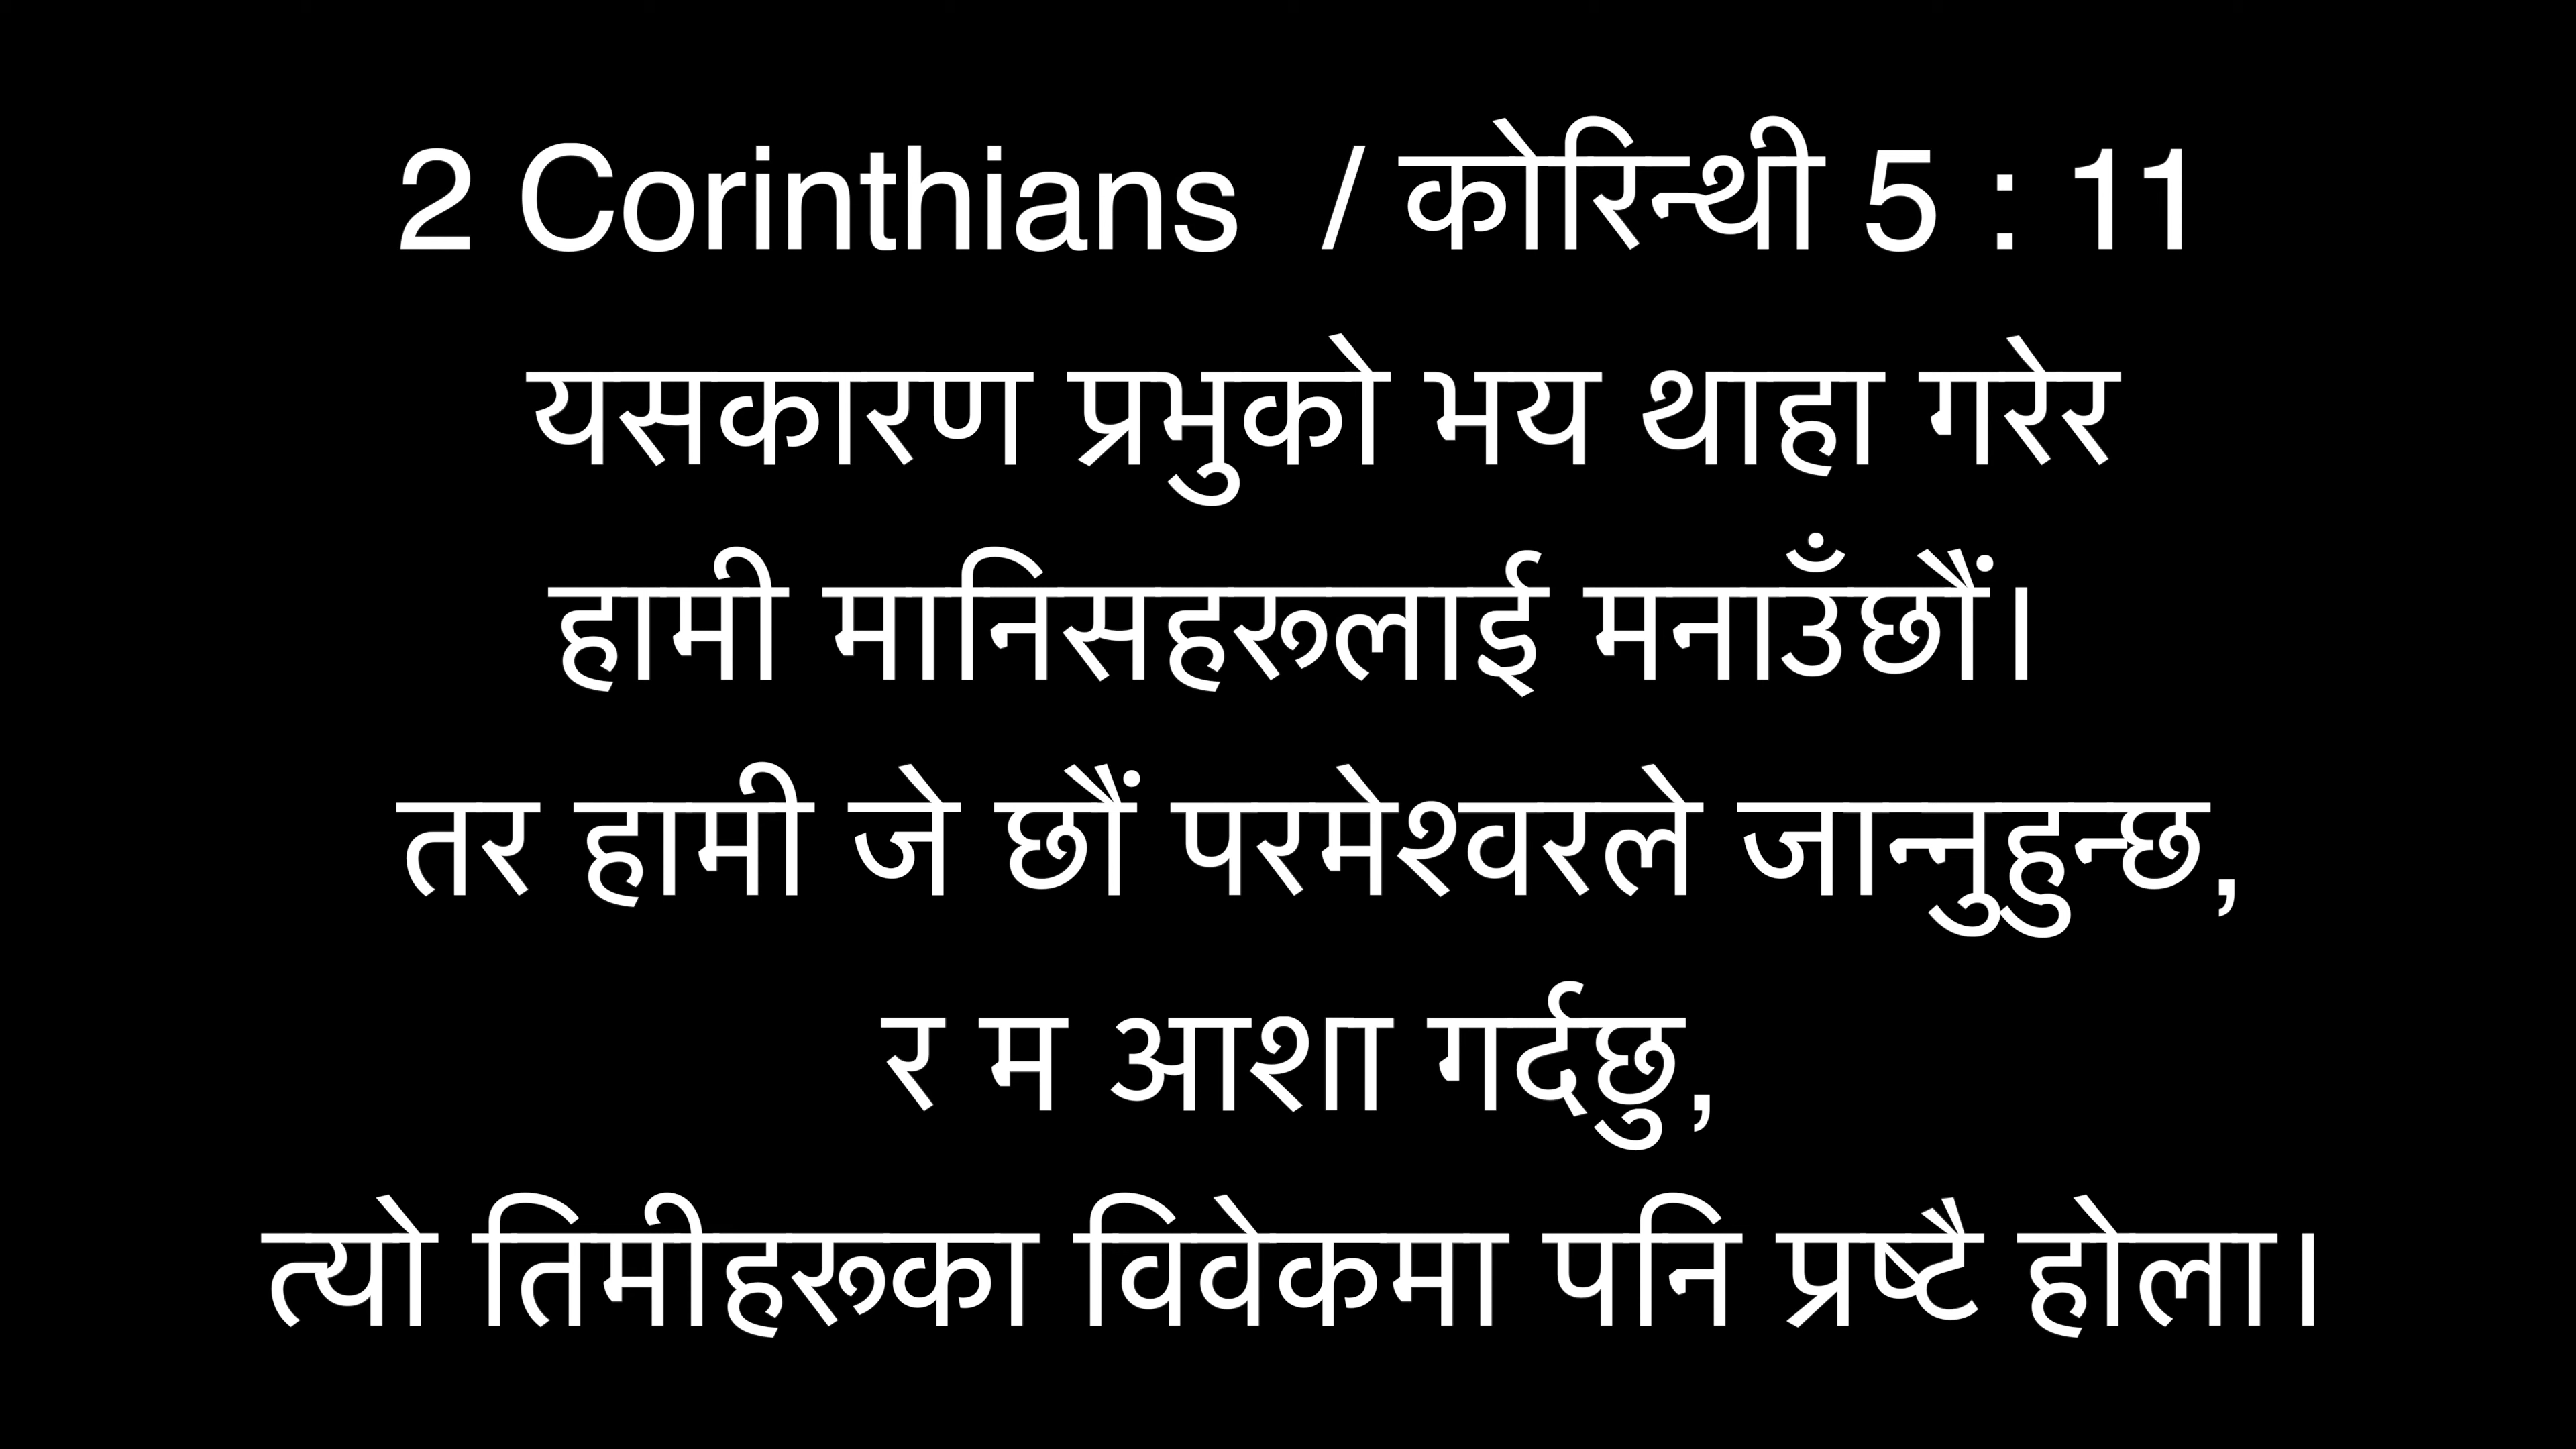 2 Corinthians / कोरिन्थी 5 : 11
यसकारण प्रभुको भय थाहा गरेर
हामी मानिसहरूलाई मनाउँछौं।
तर हामी जे छौं परमेश्वरले जान्नुहुन्छ,
र म आशा गर्दछु,
त्यो तिमीहरूका विवेकमा पनि प्रष्टै होला।